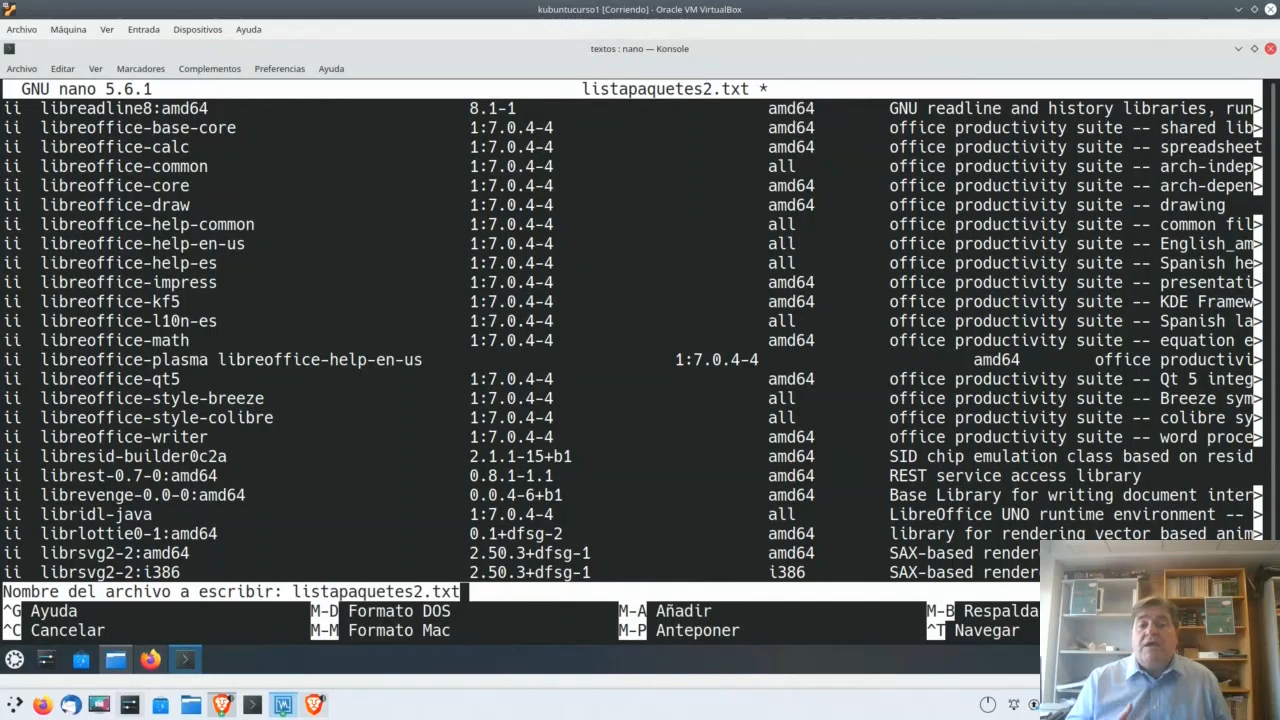 kubuntucurso1 [Corriendo] - Oracle VM VirtualBox
Archivo Máquina Ver Entrada Dispositivos Ayuda
textos : nano — Konsole
Archivo Editar Ver Marcadores Complementos Preferencias Ayuda
GNU nano 5.6.1 listapaquetes2.txt *
ii libreadline8:amd64 8.1-1 amd64 GNU readline and history libraries, run>
ii libreoffice-base-core 1:7.0.4-4 amd64 office productivity suite -- shared lib>
ii libreoffice-calc 1:7.0.4-4 amd64 office productivity suite -- spreadsheet
ii libreoffice-common 1:7.0.4-4 all office productivity suite -- arch-indep>
ii libreoffice-core 1:7.0.4-4 amd64 office productivity suite -- arch-depen>
ii libreoffice-draw 1:7.0.4-4 amd64 office productivity suite -- drawing
ii libreoffice-help-common 1:7.0.4-4 all office productivity suite -- common fil>
ii libreoffice-help-en-us 1:7.0.4-4 all office productivity suite -- English_am>
ii libreoffice-help-es 1:7.0.4-4 all office productivity suite -- Spanish he>
ii libreoffice-impress 1:7.0.4-4 amd64 office productivity suite -- presentati>
ii libreoffice-kf5 1:7.0.4-4 amd64 office productivity suite -- KDE Framew>
ii libreoffice-l10n-es 1:7.0.4-4 all office productivity suite -- Spanish la>
ii libreoffice-math 1:7.0.4-4 amd64 office productivity suite -- equation e>
ii libreoffice-plasma libreoffice-help-en-us 1:7.0.4-4 amd64 office productivi>
ii libreoffice-qt5 1:7.0.4-4 amd64 office productivity suite -- Qt 5 integ>
ii libreoffice-style-breeze 1:7.0.4-4 all office productivity suite -- Breeze sym>
ii libreoffice-style-colibre 1:7.0.4-4 all office productivity suite -- colibre sy>
ii libreoffice-writer 1:7.0.4-4 amd64 office productivity suite -- word proce>
ii libresid-builder0c2a 2.1.1-15+b1 amd64 SID chip emulation class based on resid
ii librest-0.7-0:amd64 0.8.1-1.1 amd64 REST service access library
ii librevenge-0.0-0:amd64 0.0.4-6+b1 amd64 Base Library for writing document inter>
ii libridl-java 1:7.0.4-4 all LibreOffice UNO runtime environment -- >
ii librlottie0-1:amd64 0.1+dfsg-2 amd64 library for rendering vector based anim>
ii librsvg2-2:amd64 2.50.3+dfsg-1 amd64 SAX-based rendere
ii librsvg2-2:i386 2.50.3+dfsg-1 i386 SAX-based rendere
Nombre del archivo a escribir: listapaquetes2.txt
^G Ayuda M-D Formato DOS M-A Añadir M-B Respalda
^C Cancelar M-M Formato Mac M-P Anteponer ^T Navegar